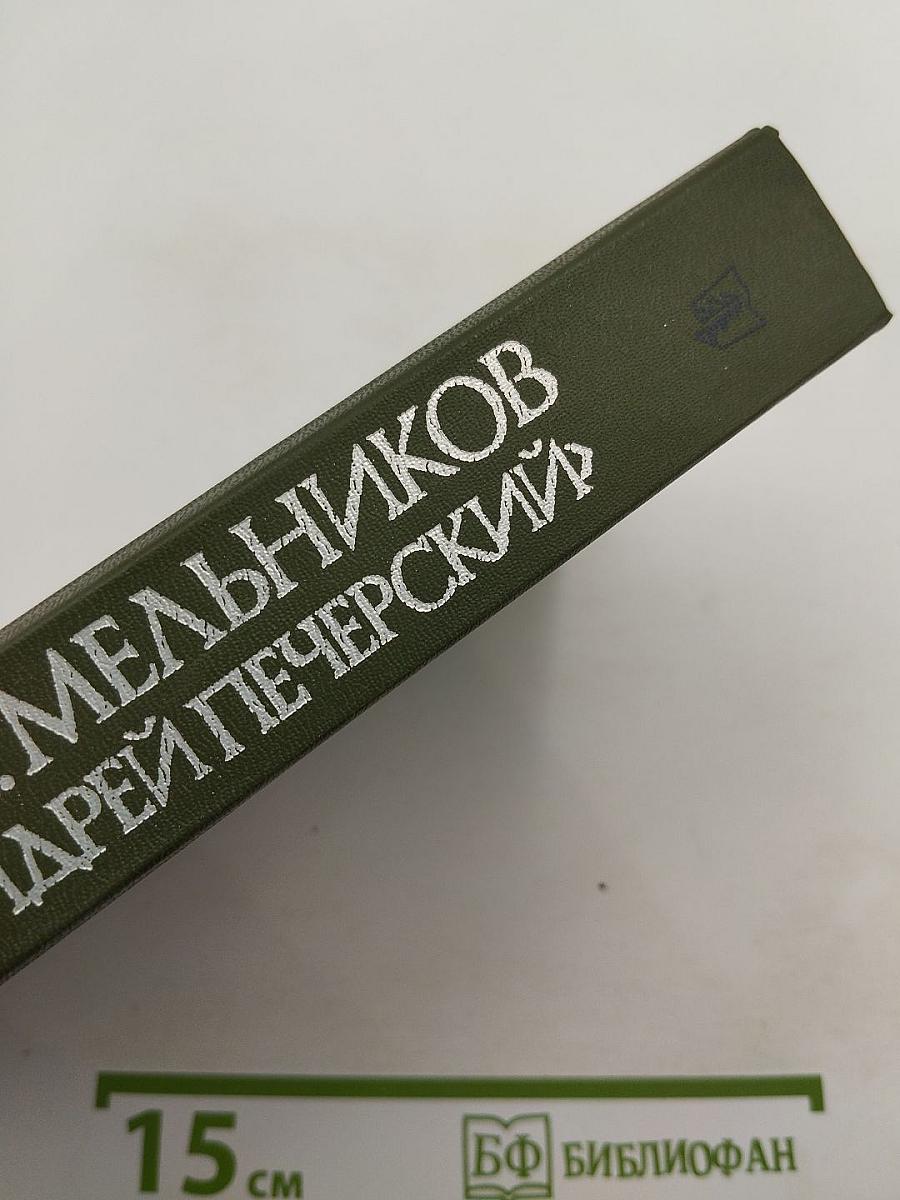 .МЕЛЬНИКОВ
ДРЕЙ ПЕЧЕРСКИЙ›
15 см
БФ БИБЛИОФАН